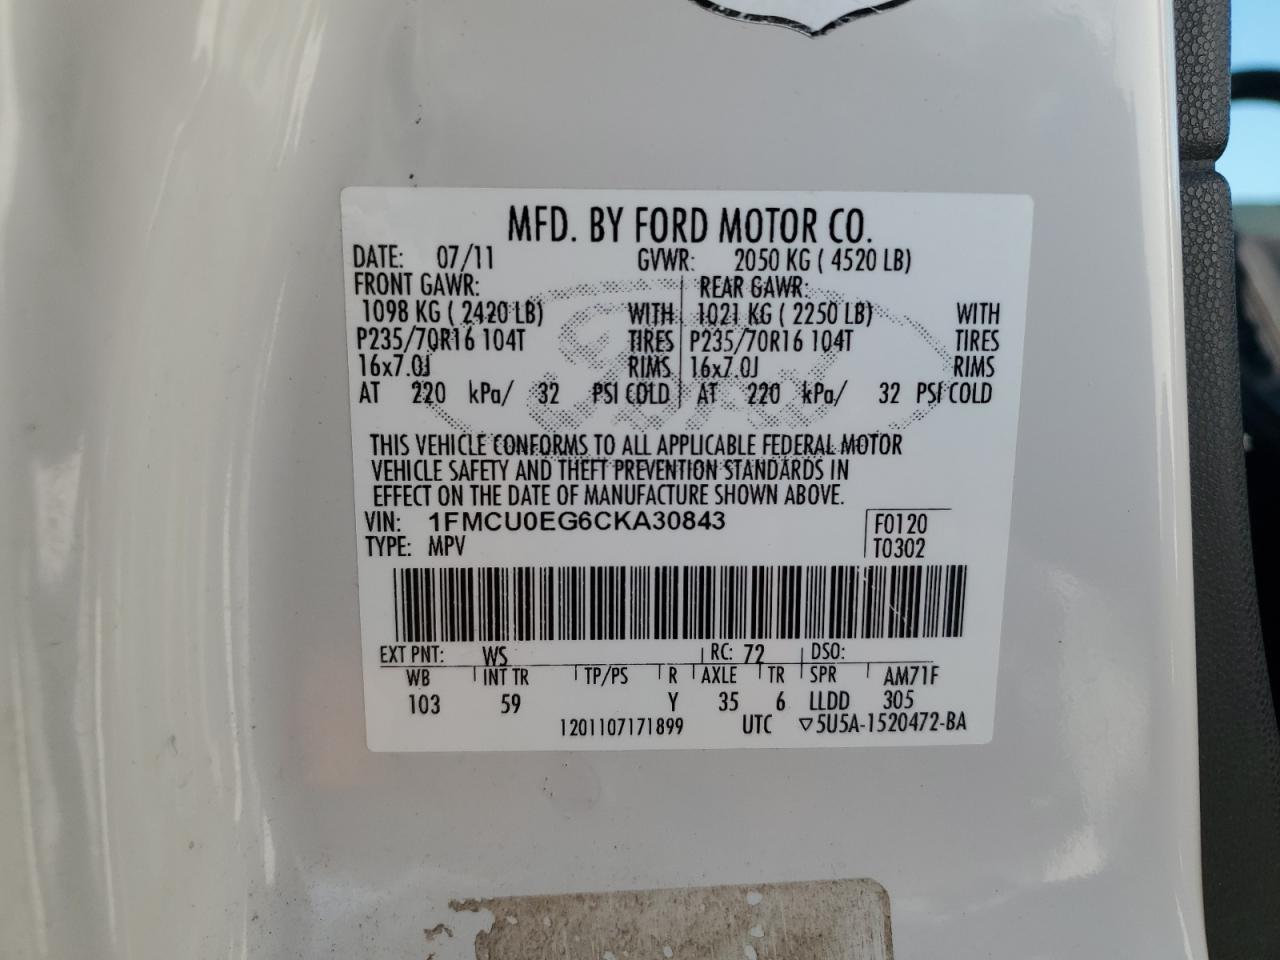 MFD. BY FORD MOTOR CO.
DATE: 07/11 GVWR: 2050 KG ( 4520 LB)
FRONT GAWR: REAR GAWR:
1098 KG ( 2420 LB) WITH 1021 KG ( 2250 LB) WITH
P235/70R16 104T TIRES P235/70R16 104T TIRES
16x7.0J RIMS 16x7.0J RIMS
AT 220 kPa/ 32 PSI COLD AT 220 kPa/ 32 PSI COLD
Ford
THIS VEHICLE CONFORMS TO ALL APPLICABLE FEDERAL MOTOR
VEHICLE SAFETY AND THEFT PREVENTION STANDARDS IN
EFFECT ON THE DATE OF MANUFACTURE SHOWN ABOVE.
VIN: 1FMCU0EG6CKA30843 F0120
TYPE: MPV T0302
EXT PNT: WS RC: 72 DSO:
WB INT TR TP/PS R AXLE TR SPR AM71F
103 59 Y 35 6 LLDD 305
1201107171899 UTC ▽5U5A-1520472-BA